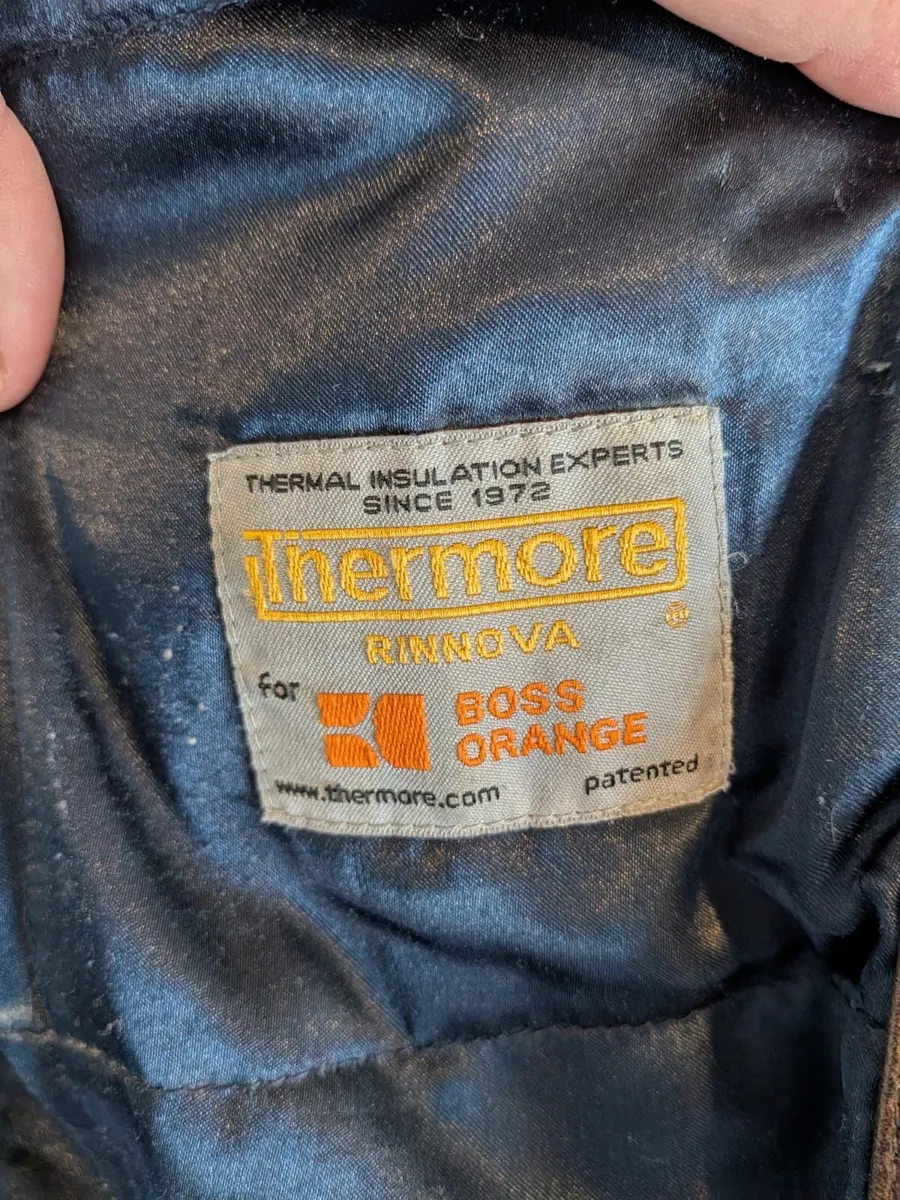 THERMAL INSULATION EXPERTS
SINCE 1972
Thermore
®
RINNOVA
for BOSS
ORANGE
www.thermore.com patented